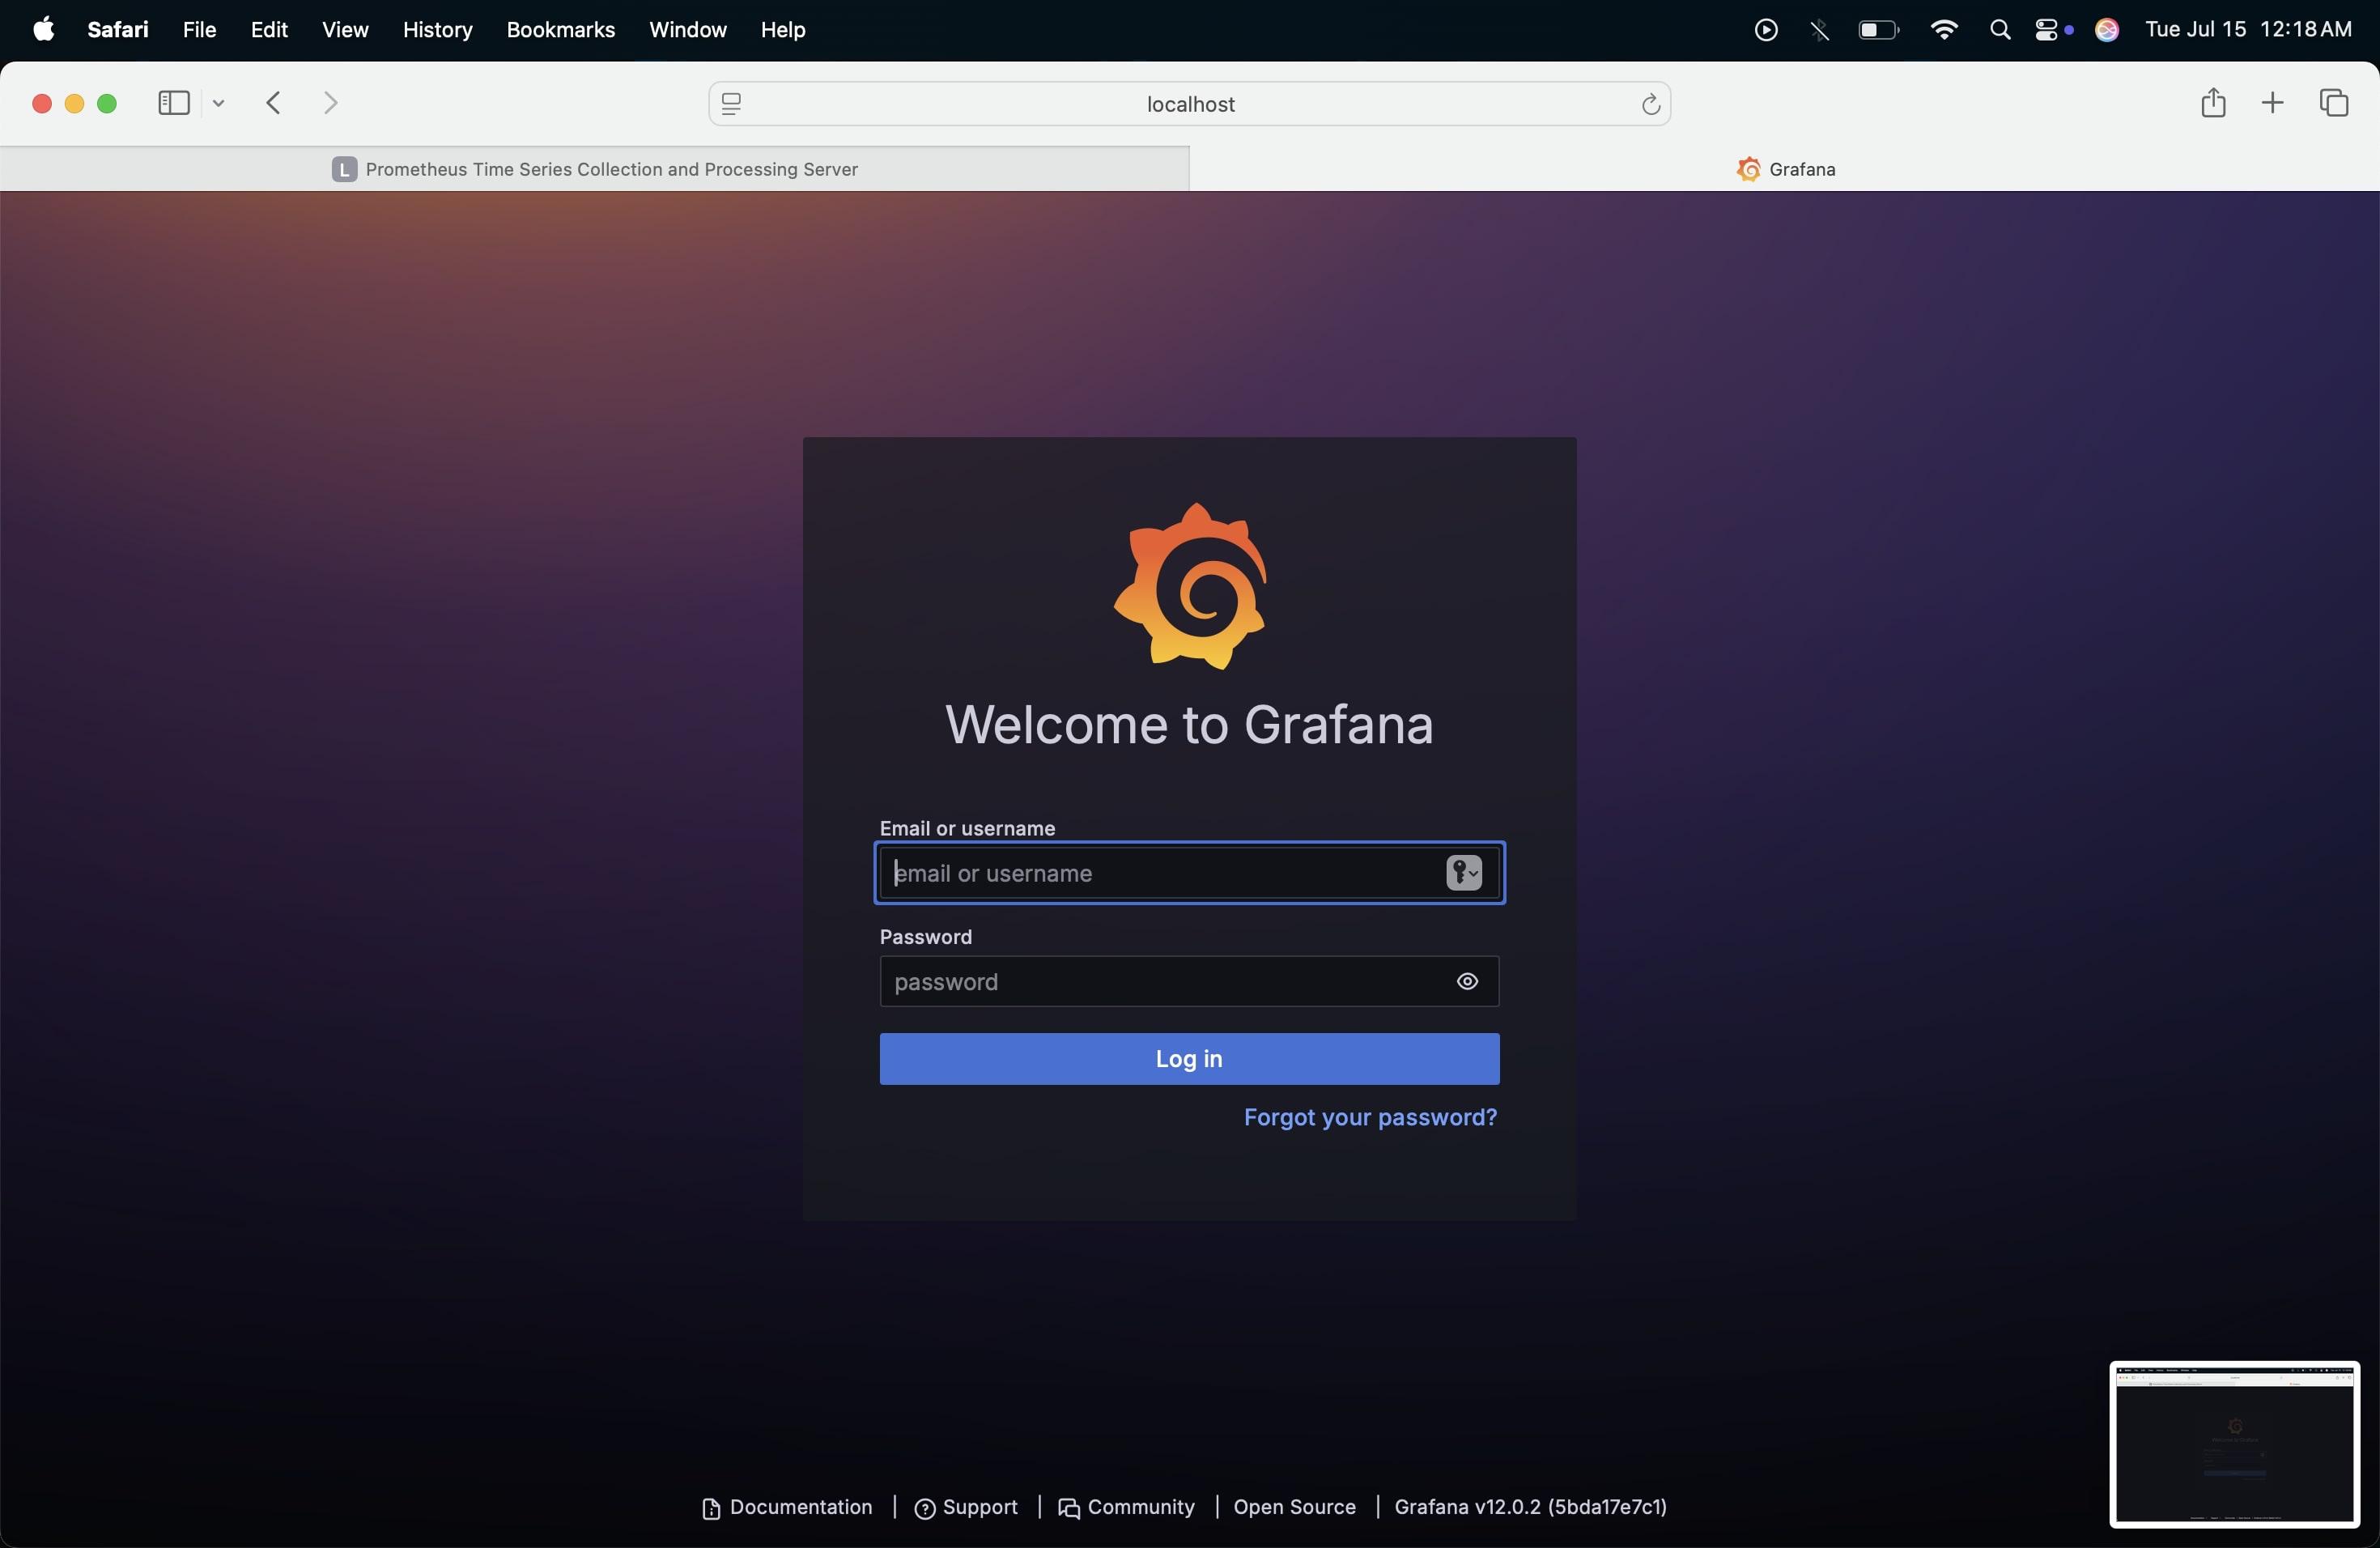 Safari File Edit View History Bookmarks Window Help Tue Jul 15 12:18 AM
localhost
L Prometheus Time Series Collection and Processing Server Grafana
Welcome to Grafana
Email or username
email or username
Password
password
Log in
Forgot your password?
Documentation | Support | Community | Open Source | Grafana v12.0.2 (5bda17e7c1)